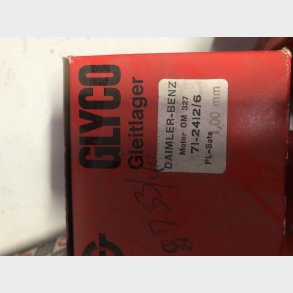 GLYCO
Gleitlager
DAIMLER-BENZ
Motor OM 327
71-2412/6
PL-Satz 1,00 mm